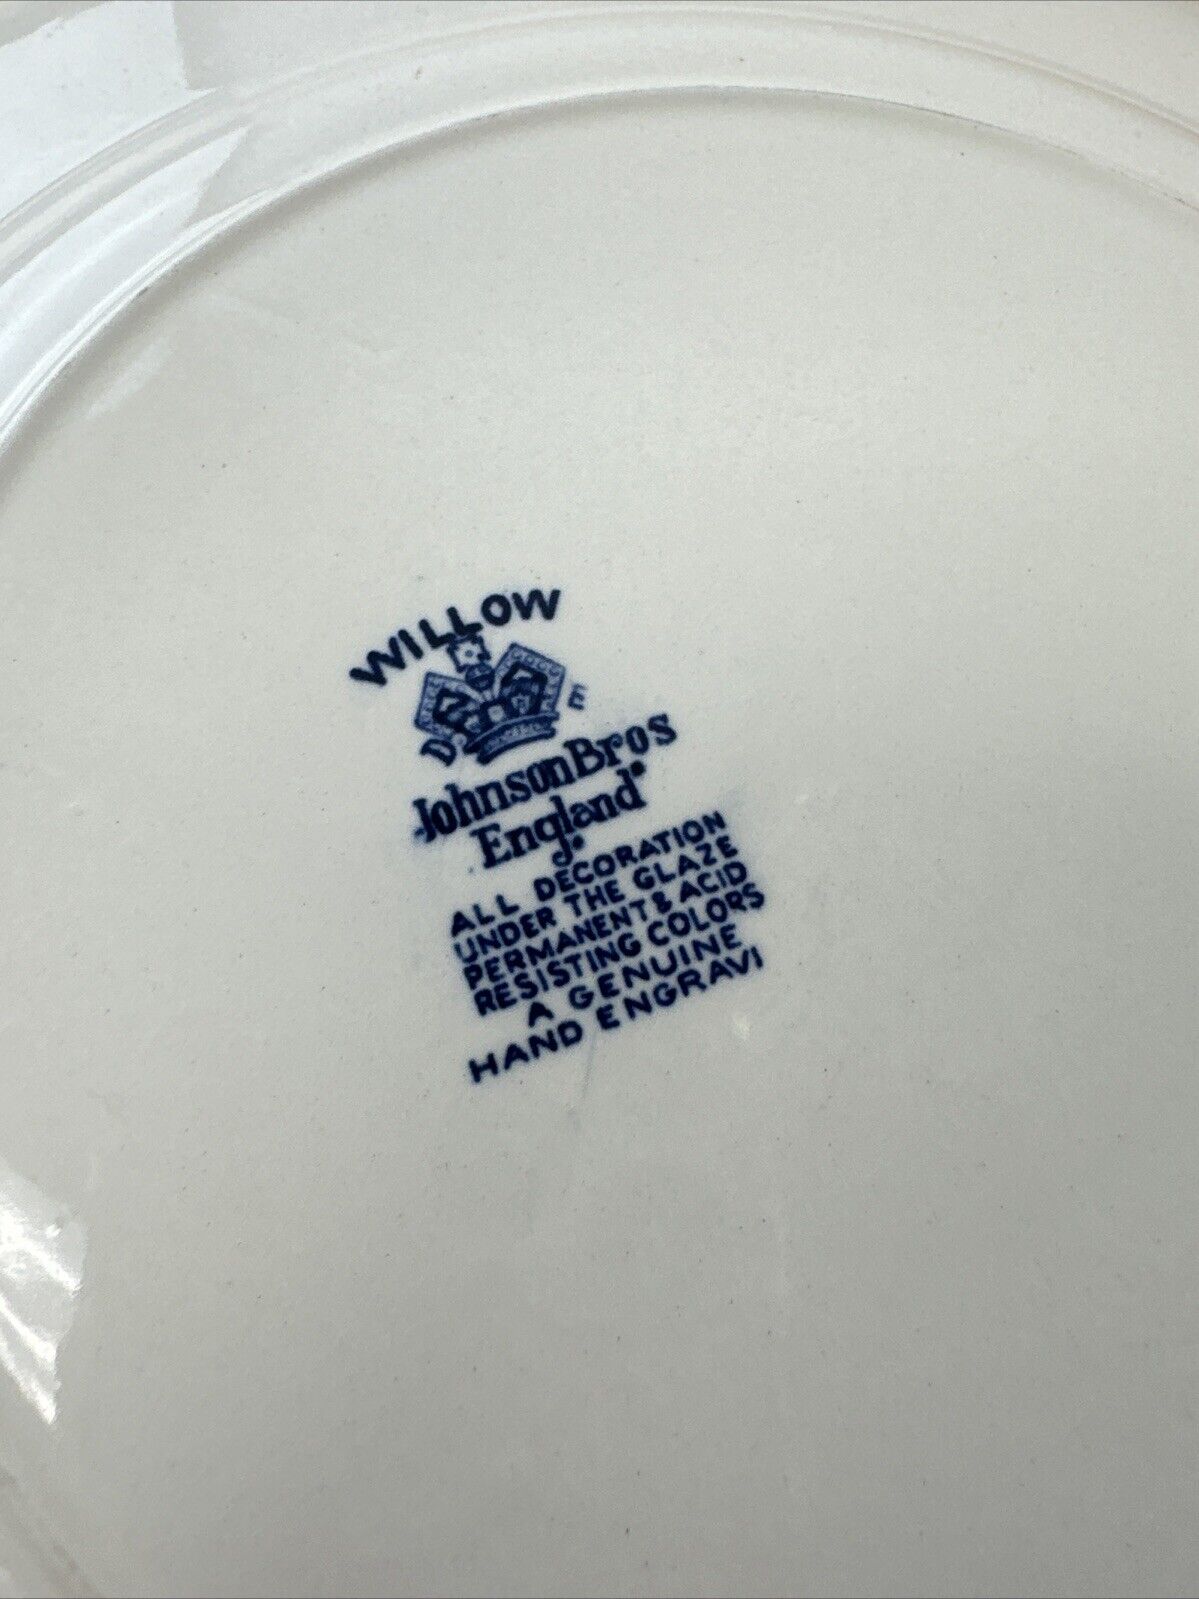 WILLOW
D E
Johnson Bros
England
ALL DECORATION
UNDER THE GLAZE
PERMANENT & ACID
RESISTING COLORS
A GENUINE
HAND ENGRAVI